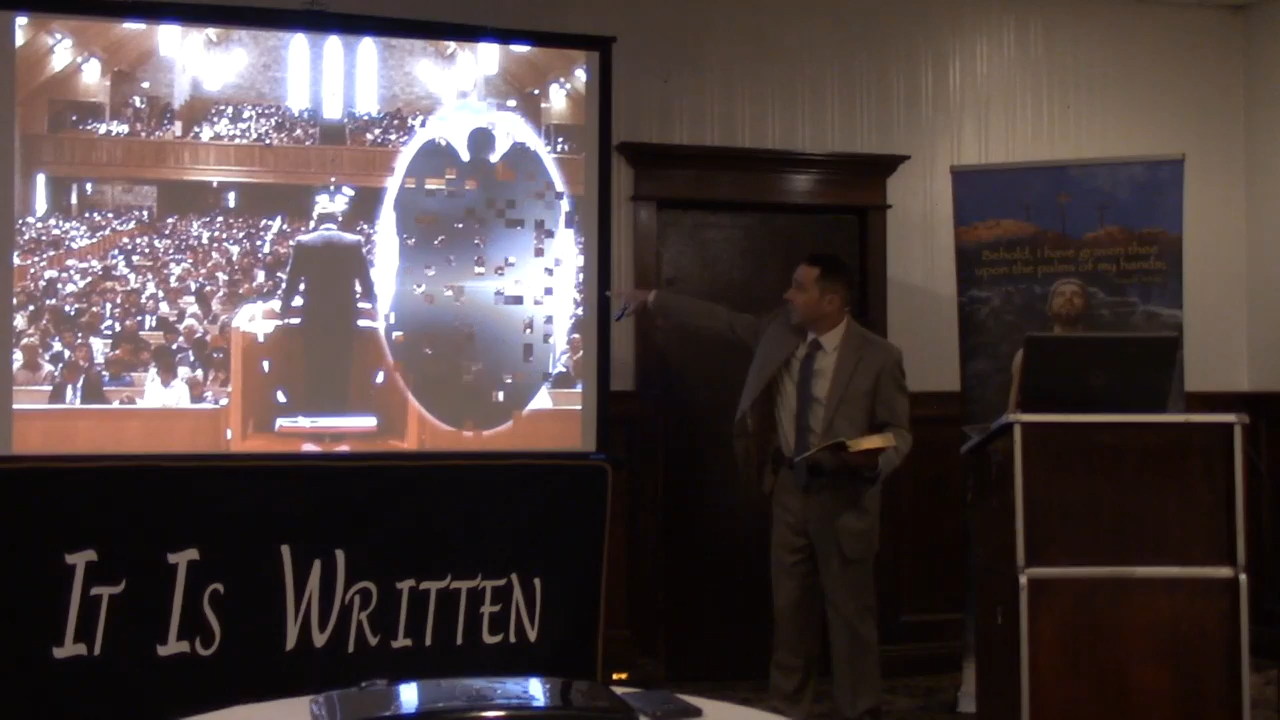 Behold, I have graven thee
upon the palms of my hands.
IT IS WRITTEN